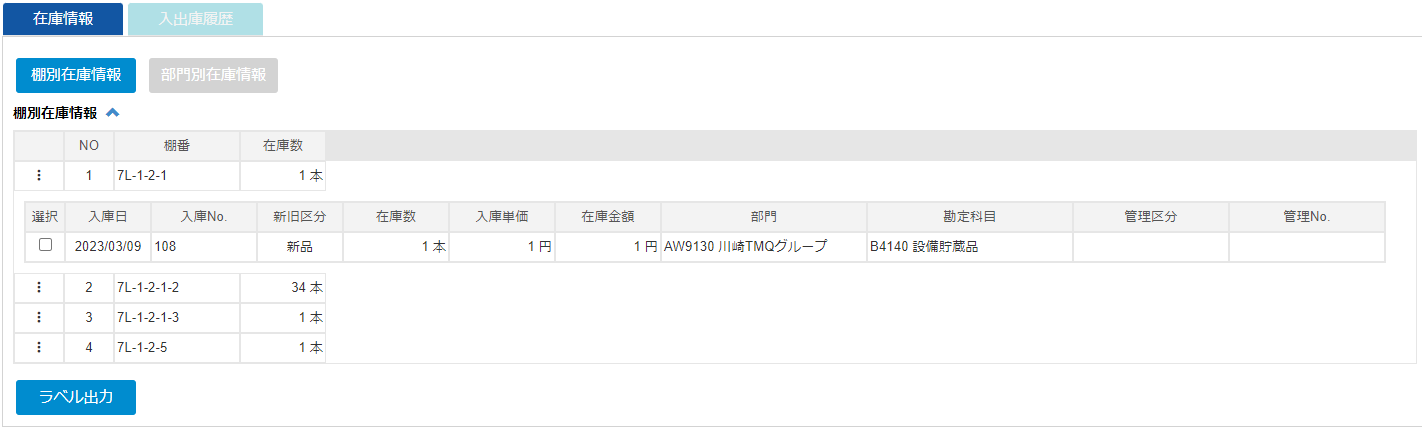 在庫情報 入出庫履歴
棚別在庫情報 部門別在庫情報
棚別在庫情報
NO 棚番 在庫数
1 7L-1-2-1 1 本
選択 入庫日 入庫No. 新旧区分 在庫数 入庫単価 在庫金額 部門 勘定科目 管理区分 管理No.
2023/03/09 108 新品 1 本 1 円 1 円 AW9130 川崎TMQグループ B4140 設備貯蔵品
2 7L-1-2-1-2 34 本
3 7L-1-2-1-3 1 本
4 7L-1-2-5 1 本
ラベル出力